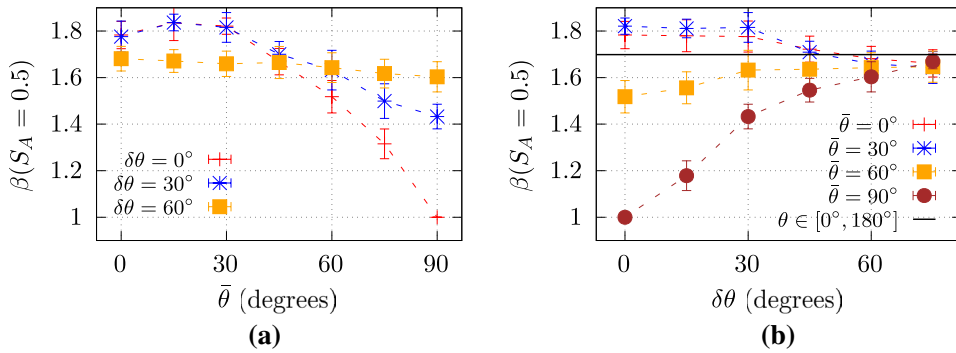 β(S_A = 0.5)
1.8
1.6
1.4
1.2
1
δθ = 0°
δθ = 30°
δθ = 60°
0 30 60 90
θ̄ (degrees)
(a)
β(S_A = 0.5)
1.8
1.6
1.4
1.2
1
θ̄ = 0°
θ̄ = 30°
θ̄ = 60°
θ̄ = 90°
θ ∈ [0°, 180°]
0 30 60
δθ (degrees)
(b)